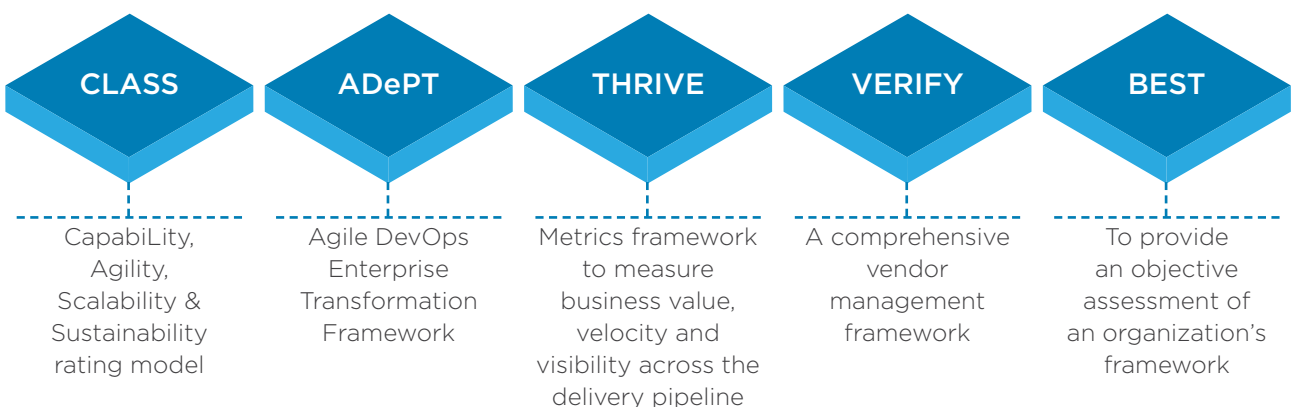 CLASS
ADePT
THRIVE
VERIFY
BEST
CapabiLity,
Agility,
Scalability &
Sustainability
rating model
Agile DevOps
Enterprise
Transformation
Framework
Metrics framework
to measure
business value,
velocity and
visibility across the
delivery pipeline
A comprehensive
vendor
management
framework
To provide
an objective
assessment of
an organization’s
framework